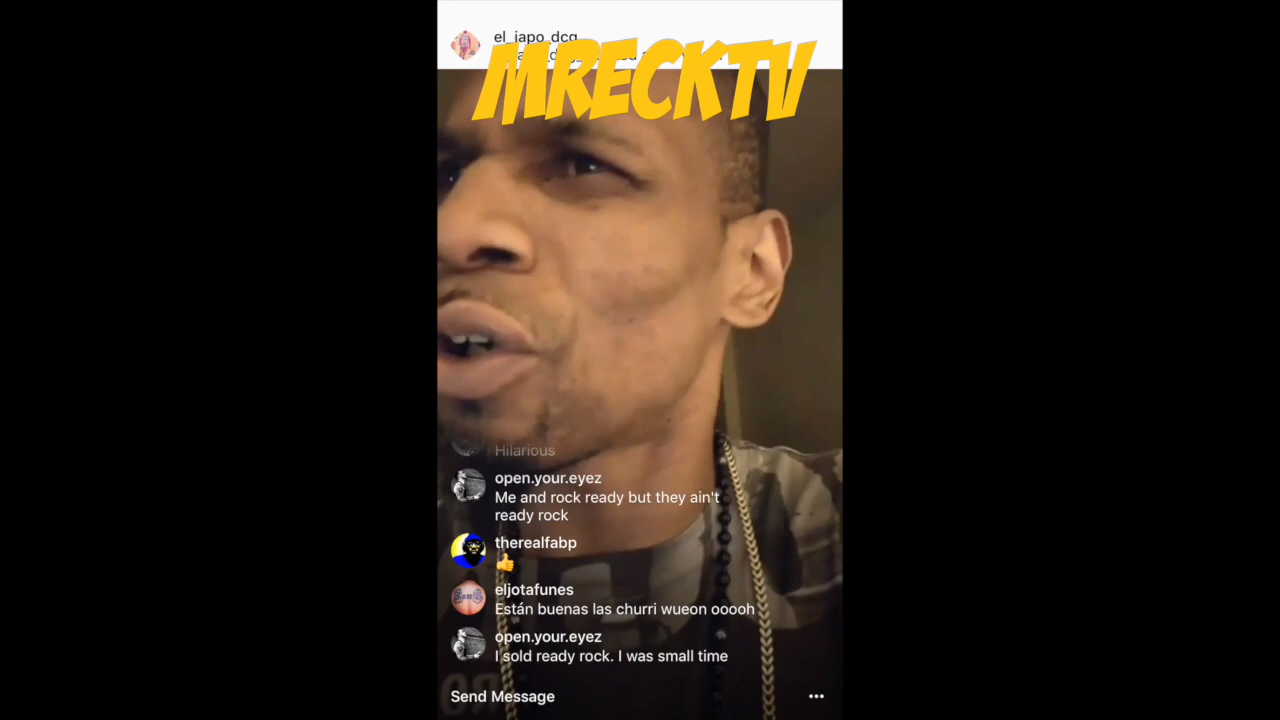 el_japo_dcg
MRECKTV
Hilarious
open.your.eyez
Me and rock ready but they ain't
ready rock
therealfabp
eljotafunes
Están buenas las churri wueon ooooh
open.your.eyez
I sold ready rock. I was small time
Send Message